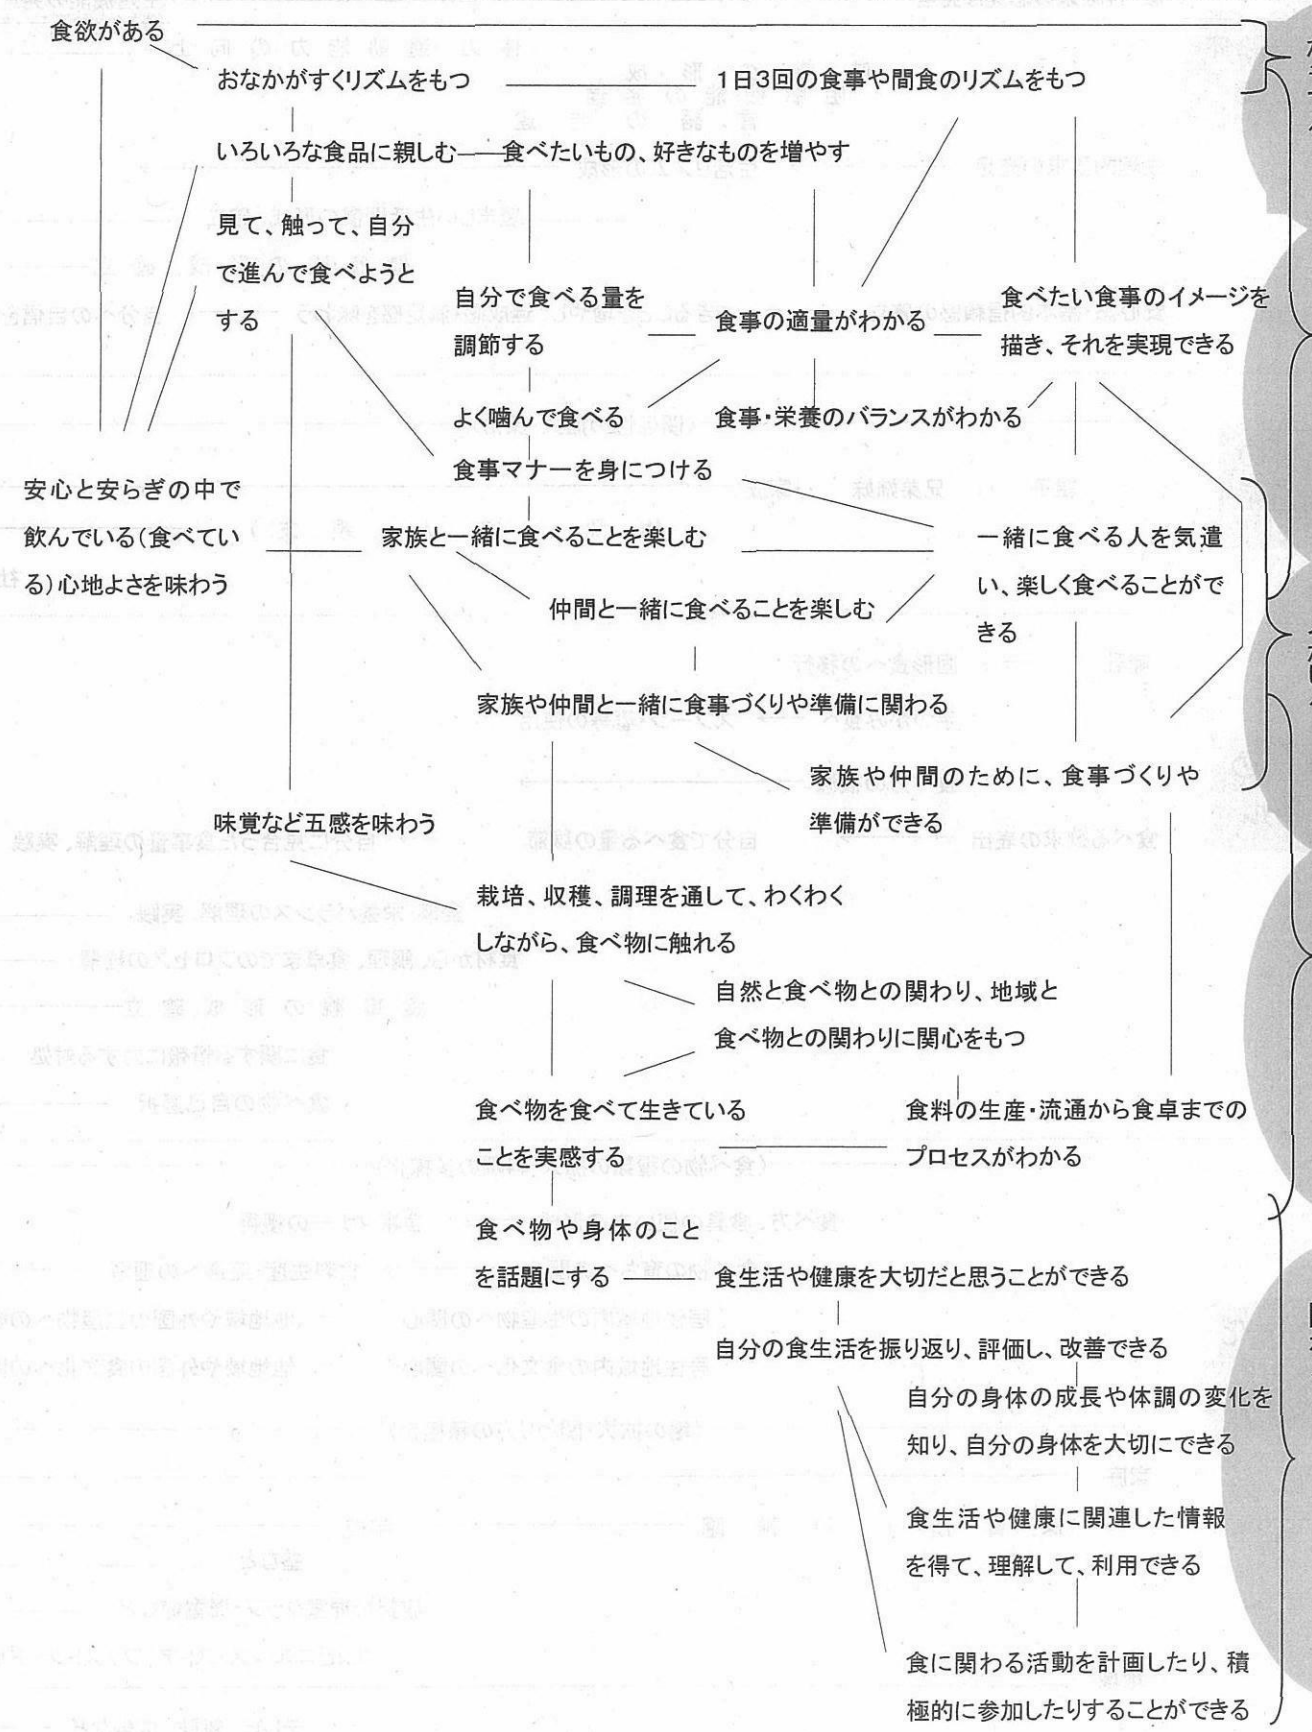 食欲がある
おなかがすくリズムをもつ
1日3回の食事や間食のリズムをもつ
いろいろな食品に親しむ
食べたいもの、好きなものを増やす
見て、触って、自分
で進んで食べようと
する
自分で食べる量を
調節する
食事の適量がわかる
食べたい食事のイメージを
描き、それを実現できる
よく噛んで食べる
食事・栄養のバランスがわかる
食事マナーを身につける
安心と安らぎの中で
飲んでいる(食べてい
る)心地よさを味わう
家族と一緒に食べることを楽しむ
一緒に食べる人を気遣
い、楽しく食べることがで
きる
仲間と一緒に食べることを楽しむ
家族や仲間と一緒に食事づくりや準備に関わる
家族や仲間のために、食事づくりや
準備ができる
味覚など五感を味わう
栽培、収穫、調理を通して、わくわく
しながら、食べ物に触れる
自然と食べ物との関わり、地域と
食べ物との関わりに関心をもつ
食べ物を食べて生きている
ことを実感する
食料の生産・流通から食卓までの
プロセスがわかる
食べ物や身体のこと
を話題にする
食生活や健康を大切だと思うことができる
自分の食生活を振り返り、評価し、改善できる
自分の身体の成長や体調の変化を
知り、自分の身体を大切にできる
食生活や健康に関連した情報
を得て、理解して、利用できる
食に関わる活動を計画したり、積
極的に参加したりすることができる